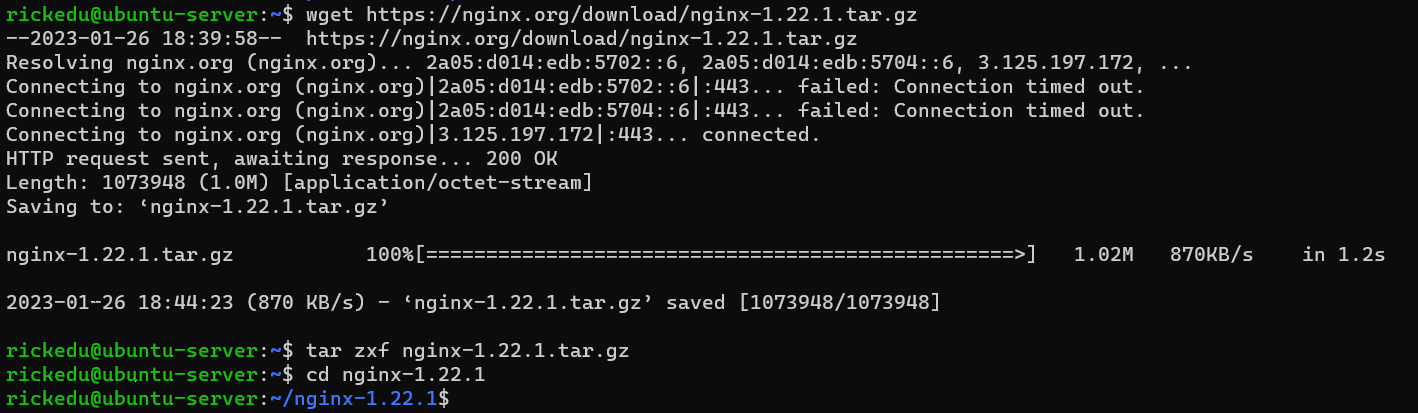 rickedu@ubuntu-server:~$ wget https://nginx.org/download/nginx-1.22.1.tar.gz
--2023-01-26 18:39:58--  https://nginx.org/download/nginx-1.22.1.tar.gz
Resolving nginx.org (nginx.org)... 2a05:d014:edb:5702::6, 2a05:d014:edb:5704::6, 3.125.197.172, ...
Connecting to nginx.org (nginx.org)|2a05:d014:edb:5702::6|:443... failed: Connection timed out.
Connecting to nginx.org (nginx.org)|2a05:d014:edb:5704::6|:443... failed: Connection timed out.
Connecting to nginx.org (nginx.org)|3.125.197.172|:443... connected.
HTTP request sent, awaiting response... 200 OK
Length: 1073948 (1.0M) [application/octet-stream]
Saving to: ‘nginx-1.22.1.tar.gz’
nginx-1.22.1.tar.gz           100%[=================================================>]   1.02M   870KB/s    in 1.2s
2023-01-26 18:44:23 (870 KB/s) - ‘nginx-1.22.1.tar.gz’ saved [1073948/1073948]
rickedu@ubuntu-server:~$ tar zxf nginx-1.22.1.tar.gz
rickedu@ubuntu-server:~$ cd nginx-1.22.1
rickedu@ubuntu-server:~/nginx-1.22.1$